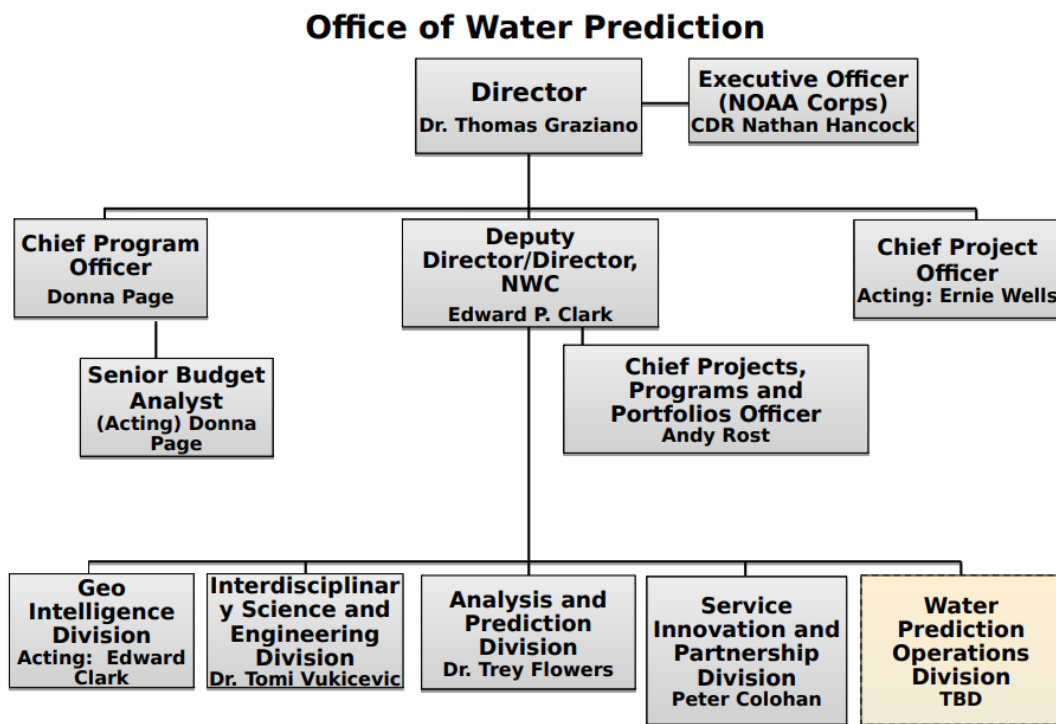 Office of Water Prediction
Director
Dr. Thomas Graziano
Executive Officer
(NOAA Corps)
CDR Nathan Hancock
Chief Program
Officer
Donna Page
Deputy
Director/Director,
NWC
Edward P. Clark
Chief Project
Officer
Acting: Ernie Wells
Senior Budget
Analyst
(Acting) Donna
Page
Chief Projects,
Programs and
Portfolios Officer
Andy Rost
Geo
Intelligence
Division
Acting:  Edward
Clark
Interdisciplinar
y Science and
Engineering
Division
Dr. Tomi Vukicevic
Analysis and
Prediction
Division
Dr. Trey Flowers
Service
Innovation and
Partnership
Division
Peter Colohan
Water
Prediction
Operations
Division
TBD